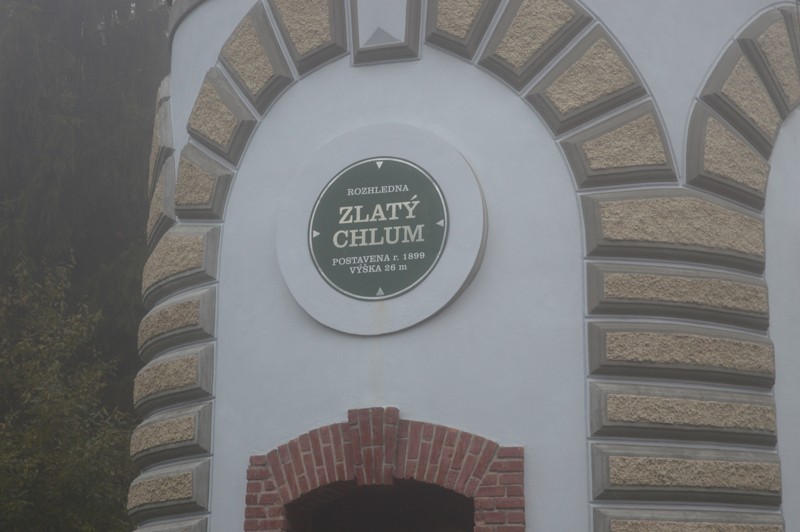 ROZHLEDNA
ZLATÝ
CHLUM
POSTAVENA r. 1899
VÝŠKA 26 m